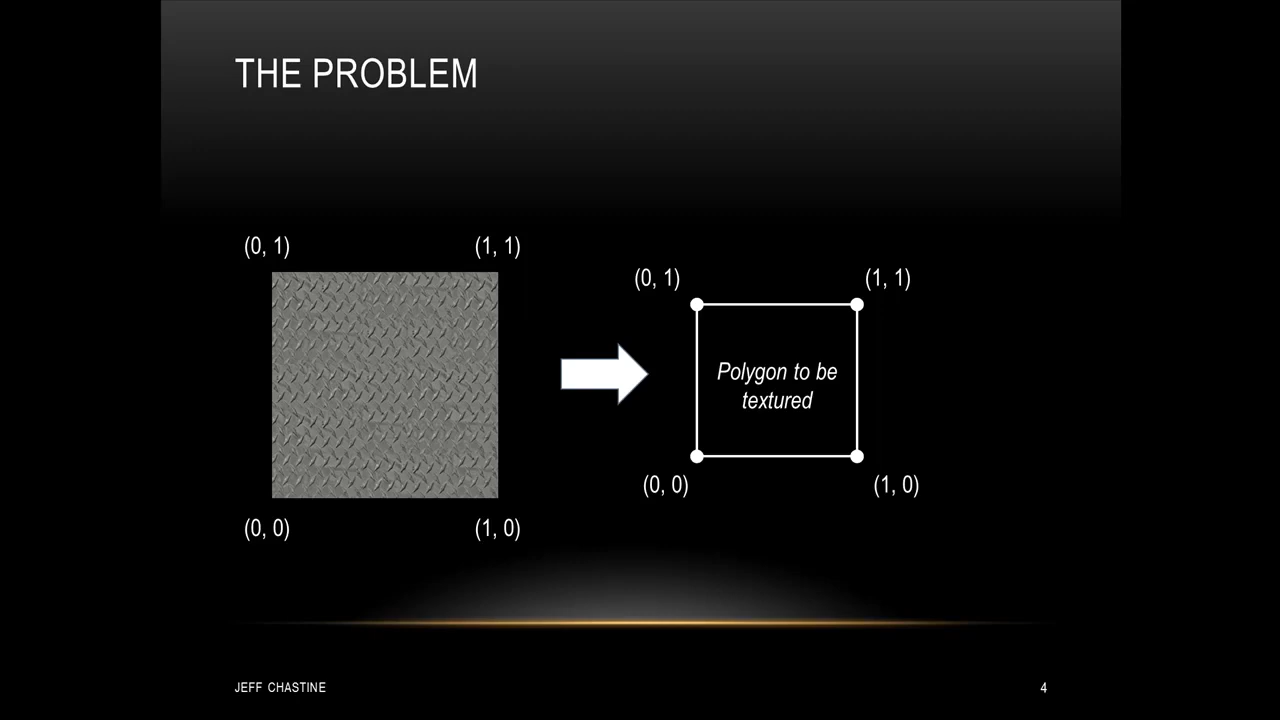 THE PROBLEM
(0, 1)
(1, 1)
(0, 0)
(1, 0)
(0, 1)
(1, 1)
Polygon to be
textured
(0, 0)
(1, 0)
JEFF CHASTINE
4